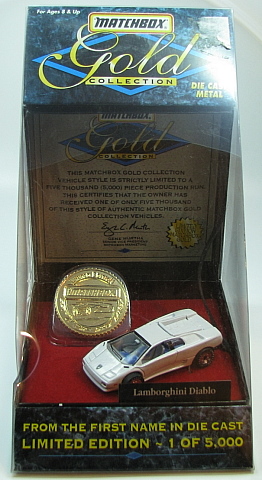 For Ages 8 & Up
MATCHBOX
Gold
COLLECTION
DIE CAST
METAL
MATCHBOX
Gold
COLLECTION
THIS MATCHBOX GOLD COLLECTION
VEHICLE STYLE IS STRICTLY LIMITED TO A
FIVE THOUSAND (5,000) PIECE PRODUCTION RUN.
THIS CERTIFIES THAT THE OWNER HAS
RECEIVED ONE OF ONLY FIVE THOUSAND
OF THIS STYLE OF AUTHENTIC MATCHBOX GOLD
COLLECTION VEHICLES.
MATCHBOX
Lamborghini Diablo
FROM THE FIRST NAME IN DIE CAST
LIMITED EDITION - 1 OF 5,000